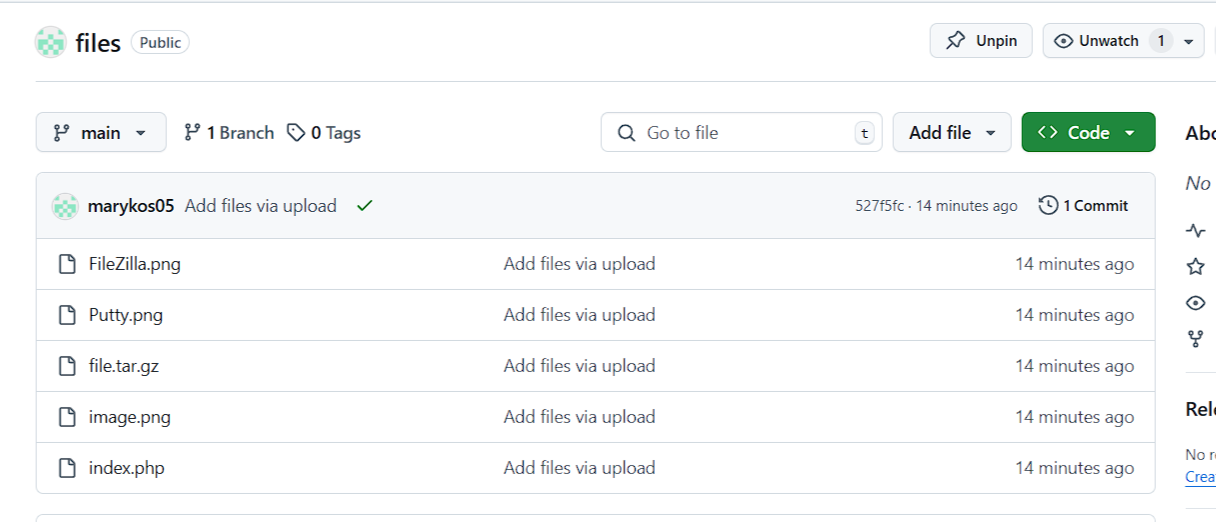 files Public Unpin Unwatch 1
main 1 Branch 0 Tags Go to file t Add file Code
Abo
marykos05 Add files via upload 527f5fc · 14 minutes ago 1 Commit
No
FileZilla.png Add files via upload 14 minutes ago
Putty.png Add files via upload 14 minutes ago
file.tar.gz Add files via upload 14 minutes ago
image.png Add files via upload 14 minutes ago
Rel
index.php Add files via upload 14 minutes ago
No r
Crea